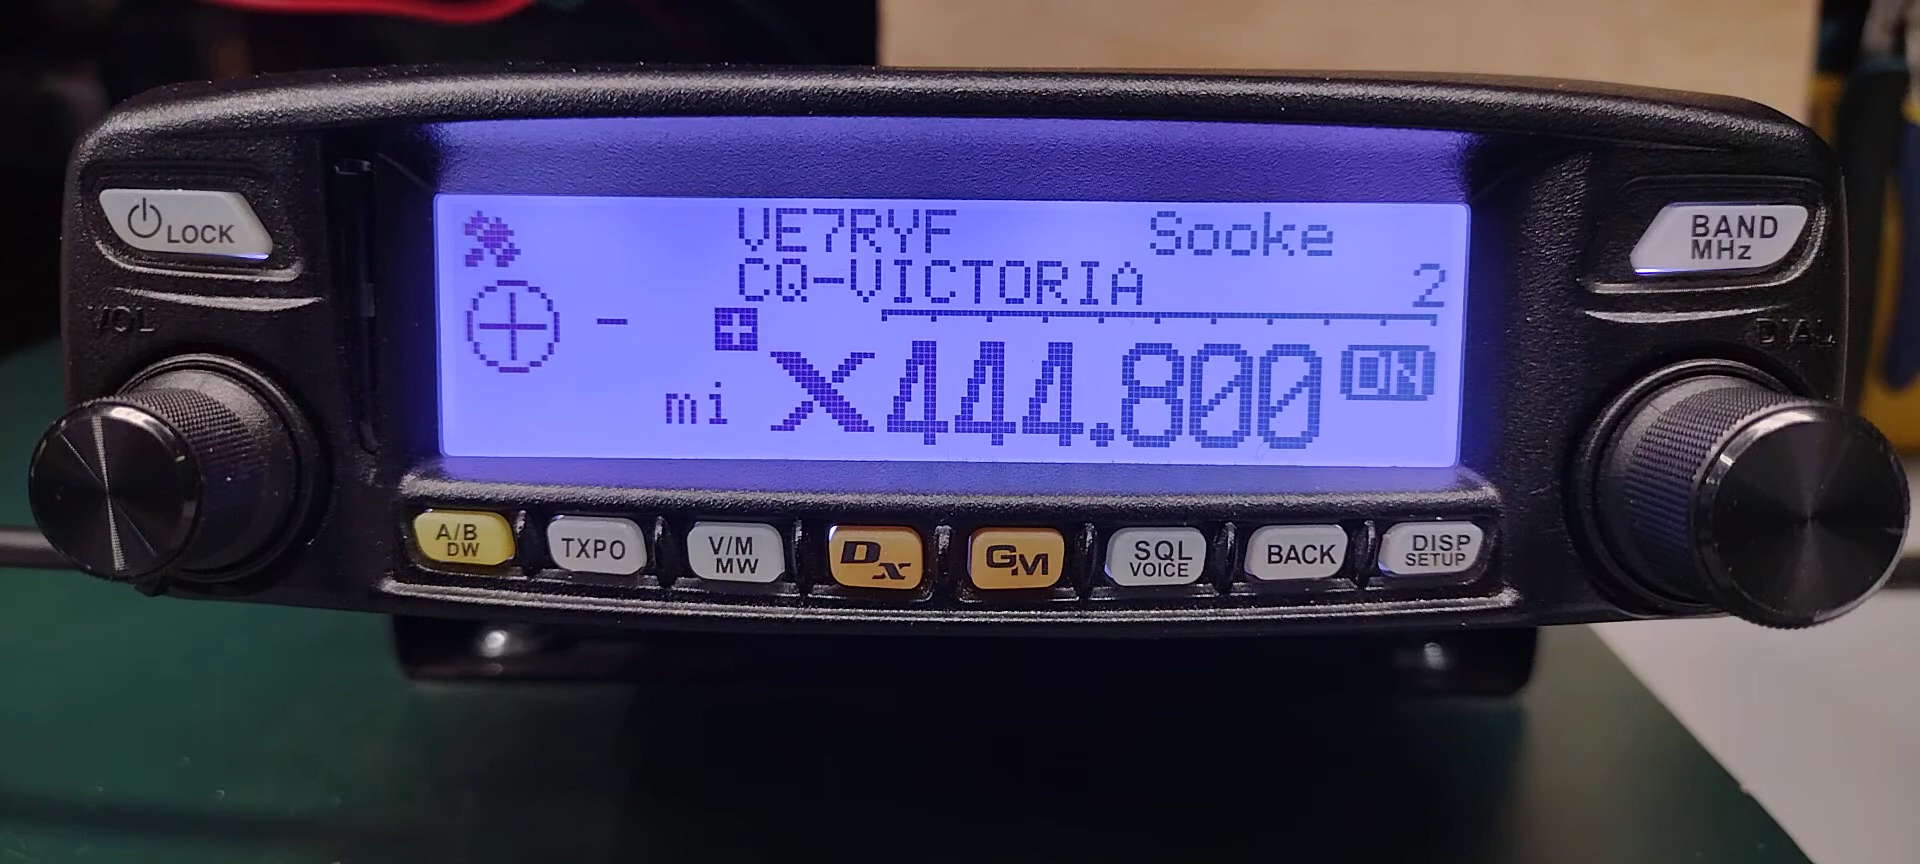 LOCK
VOL
VE7RYF Sooke
CQ-VICTORIA 2
-
mi X444.800 DN
BAND
MHz
DIAL
A/B
DW
TXPO
V/M
MW
DX
GM
SQL
VOICE
BACK
DISP
SETUP